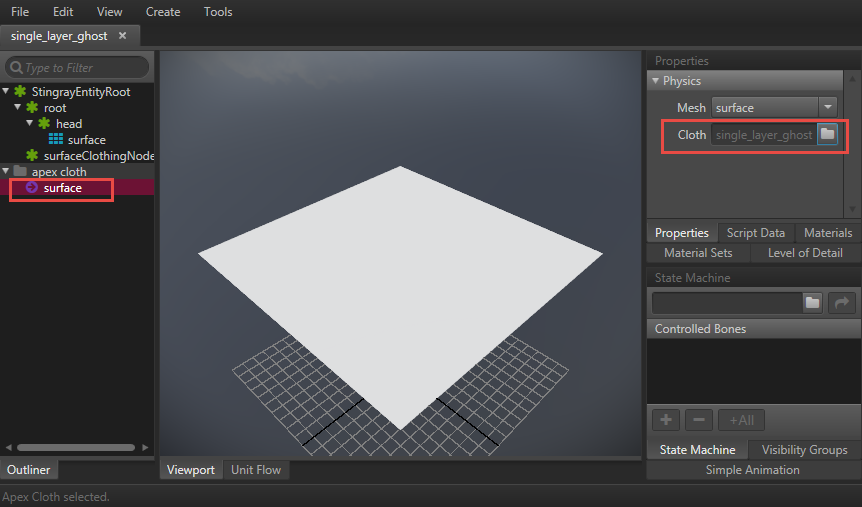 File Edit View Create Tools
single_layer_ghost ×
Type to Filter
StingrayEntityRoot
root
head
surface
surfaceClothingNode
apex cloth
surface
Outliner
Viewport Unit Flow
Properties
Physics
Mesh surface
Cloth single_layer_ghost
Properties Script Data Materials
Material Sets Level of Detail
State Machine
Controlled Bones
+All
State Machine Visibility Groups
Simple Animation
Apex Cloth selected.